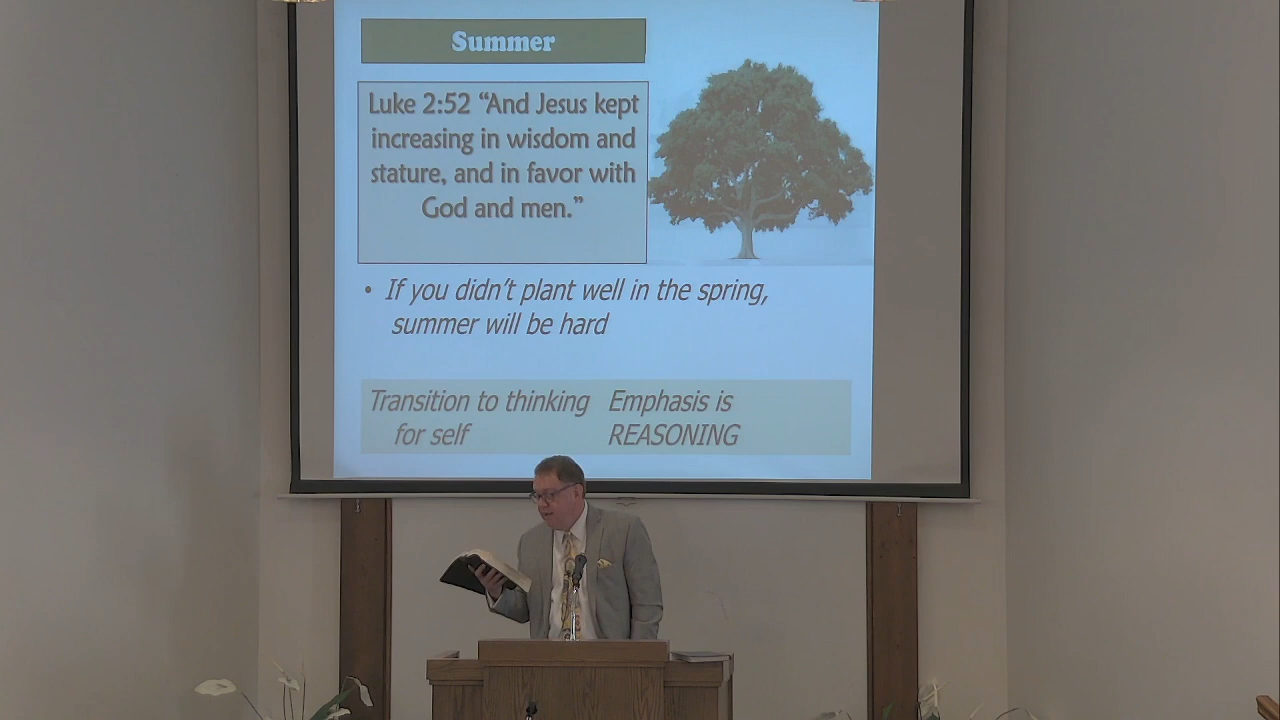 Summer
Luke 2:52 “And Jesus kept
increasing in wisdom and
stature, and in favor with
God and men.”
• If you didn’t plant well in the spring,
summer will be hard
Transition to thinking
for self
Emphasis is
REASONING